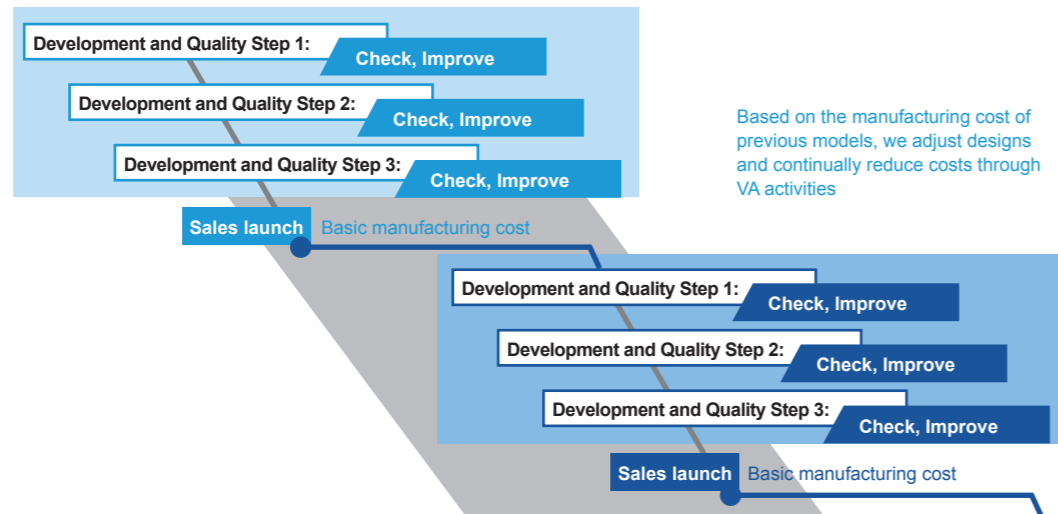 Development and Quality Step 1:
Check, Improve
Development and Quality Step 2:
Check, Improve
Development and Quality Step 3:
Check, Improve
Based on the manufacturing cost of
previous models, we adjust designs
and continually reduce costs through
VA activities
Sales launch
Basic manufacturing cost
Development and Quality Step 1:
Check, Improve
Development and Quality Step 2:
Check, Improve
Development and Quality Step 3:
Check, Improve
Sales launch
Basic manufacturing cost